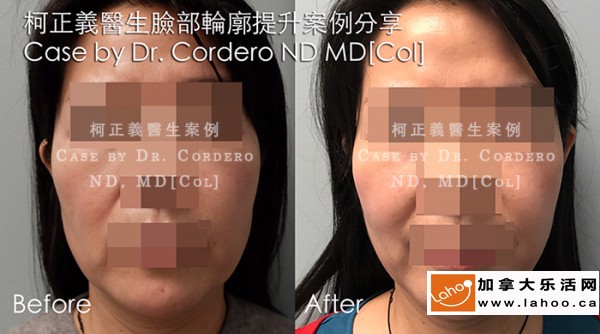 柯正義醫生臉部輪廓提升案例分享
Case by Dr. Cordero ND MD[Col]
柯正義醫生案例
Case by Dr. Cordero
ND, MD[Col]
柯正義醫生案例
Case by Dr. Cordero
ND, MD[Col]
Before
After
Lahoo
加拿大乐活网
www.lahoo.ca